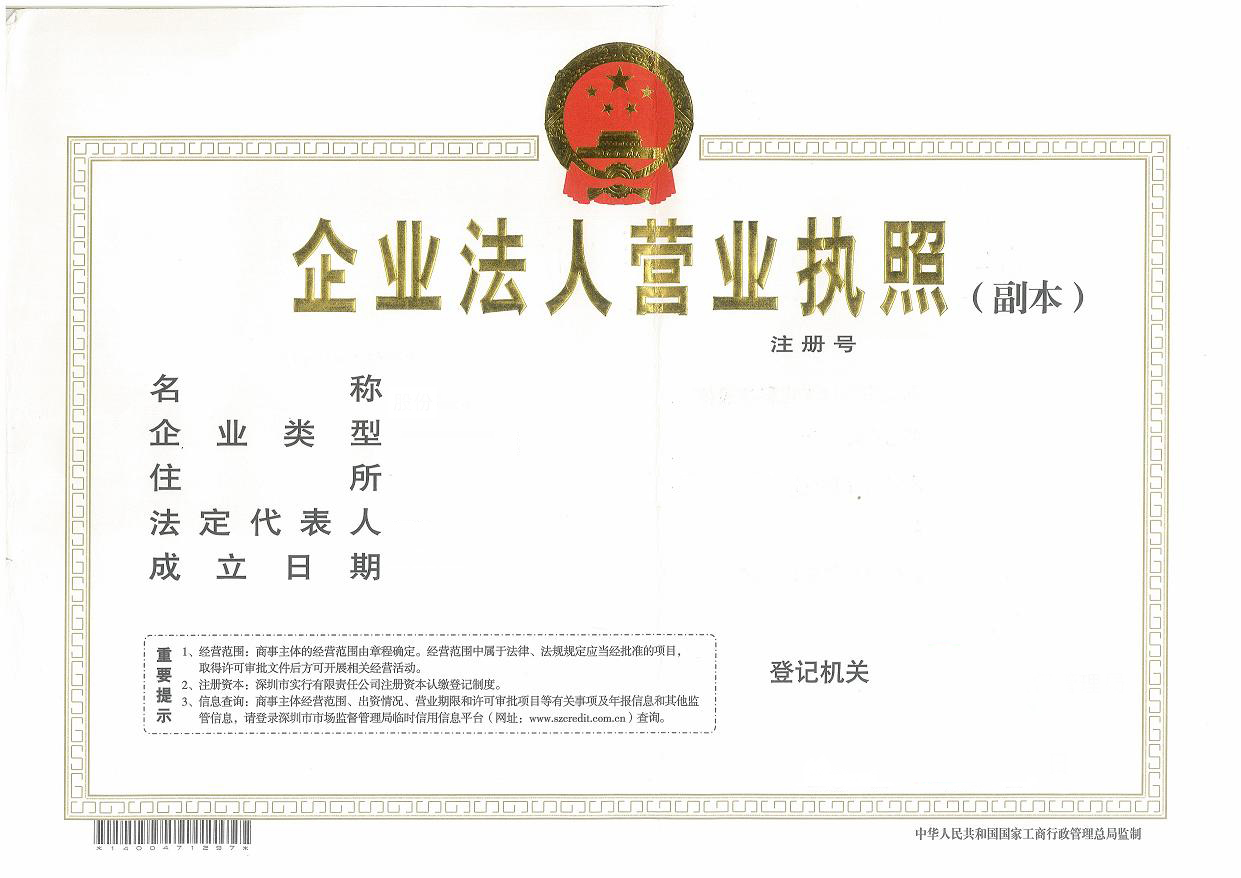 企业法人营业执照（副本）
注册号
名称
企业类型
住所
法定代表人
成立日期
重要提示
1、经营范围：商事主体的经营范围由章程确定。经营范围中属于法律、法规规定应当经批准的项目，
取得许可审批文件后方可开展相关经营活动。
2、注册资本：深圳市实行有限责任公司注册资本认缴登记制度。
3、信息查询：商事主体经营范围、出资情况、营业期限和许可审批项目等有关事项及年报信息和其他监
管信息，请登录深圳市市场监督管理局临时信用信息平台（网址：www.szcredit.com.cn）查询。
登记机关
*1400471297*
中华人民共和国国家工商行政管理总局监制